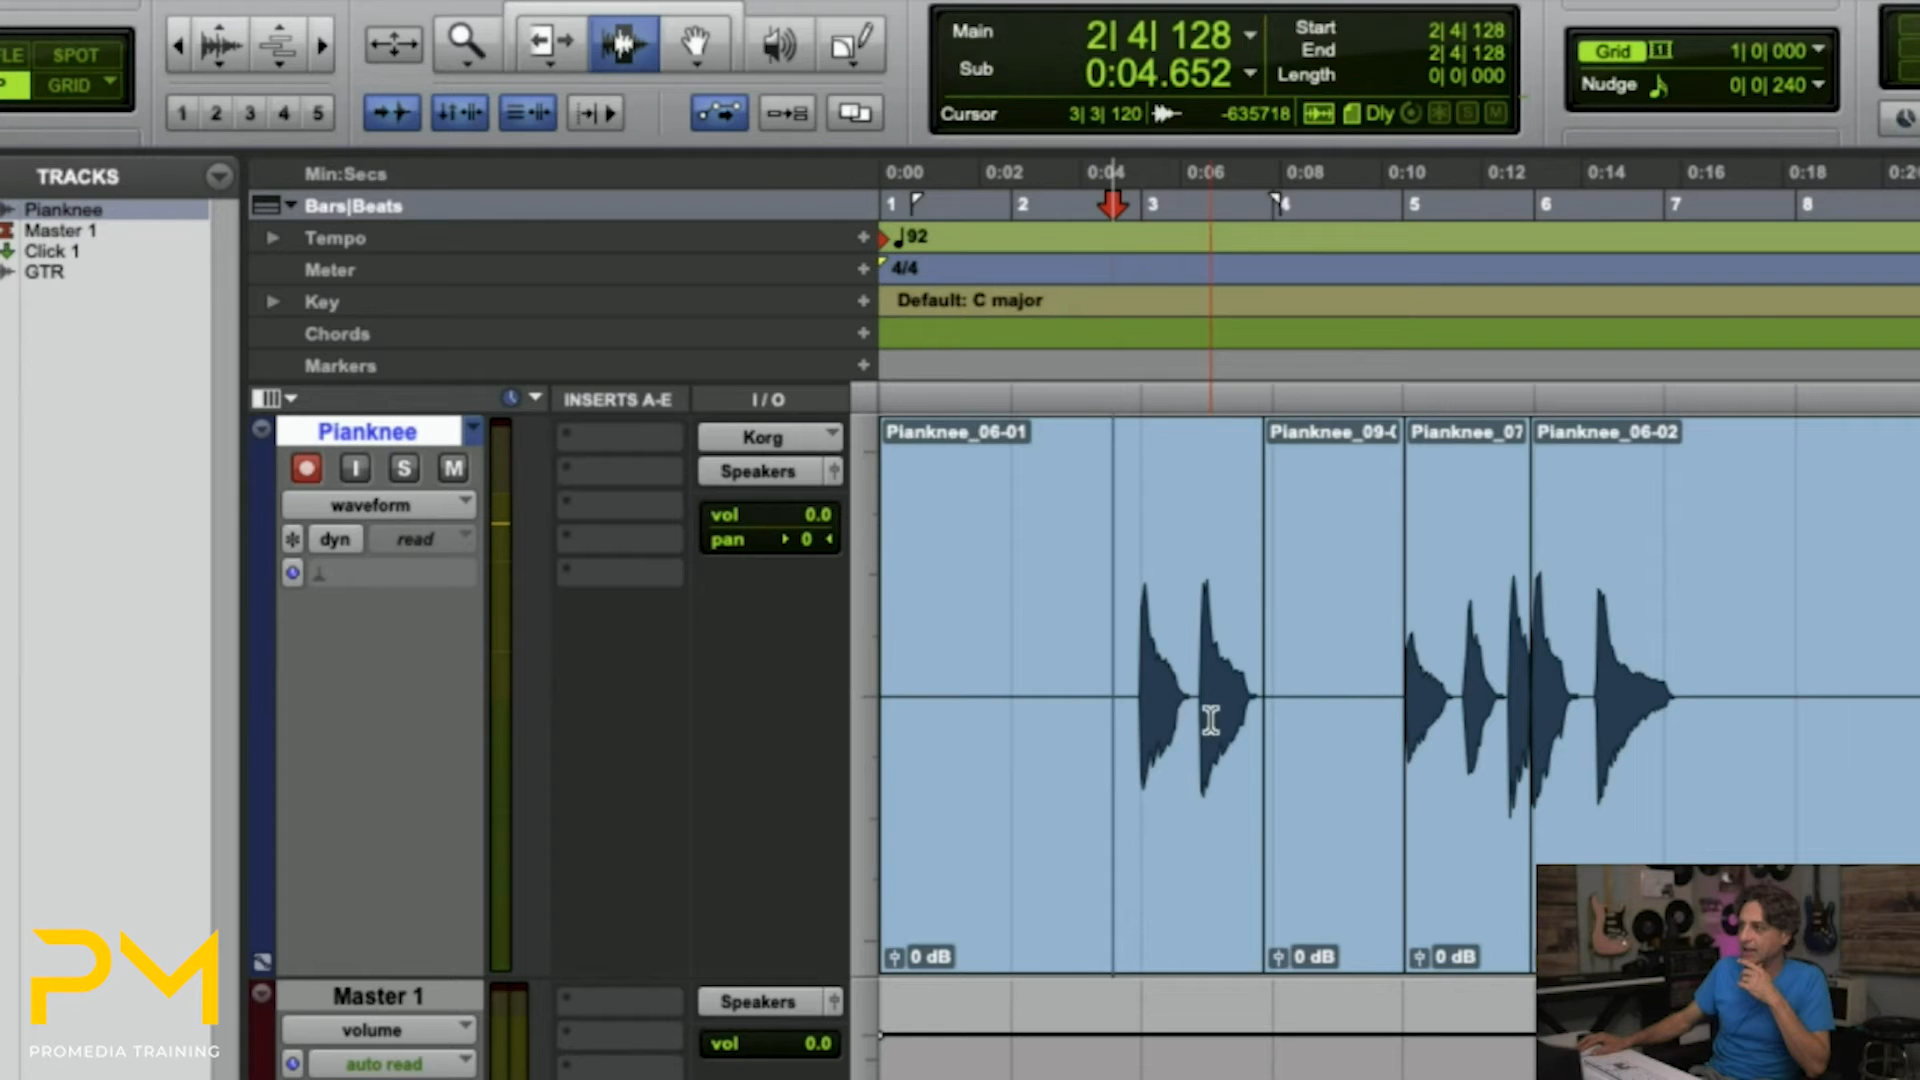 LE SPOT
P GRID
1 2 3 4 5
Main 2| 4| 128
Sub 0:04.652
Start 2| 4| 128
End 2| 4| 128
Length 0| 0| 000
Cursor 3| 3| 120 -635718 Dly S M
Grid 1| 0| 000
Nudge 0| 0| 240
TRACKS
Pianknee
Master 1
Click 1
GTR
Min:Secs 0:00 0:02 0:04 0:06 0:08 0:10 0:12 0:14 0:16 0:18 0:20
Bars|Beats 1 2 3 4 5 6 7 8
Tempo + 92
Meter + 4/4
Key + Default: C major
Chords +
Markers +
INSERTS A-E I / O
Pianknee
I S M
waveform
dyn read
Korg
Speakers
vol 0.0
pan 0
Pianknee_06-01 Pianknee_09-0 Pianknee_07 Pianknee_06-02
0 dB 0 dB 0 dB
Master 1
volume
auto read
Speakers
vol 0.0
PM
PROMEDIA TRAINING